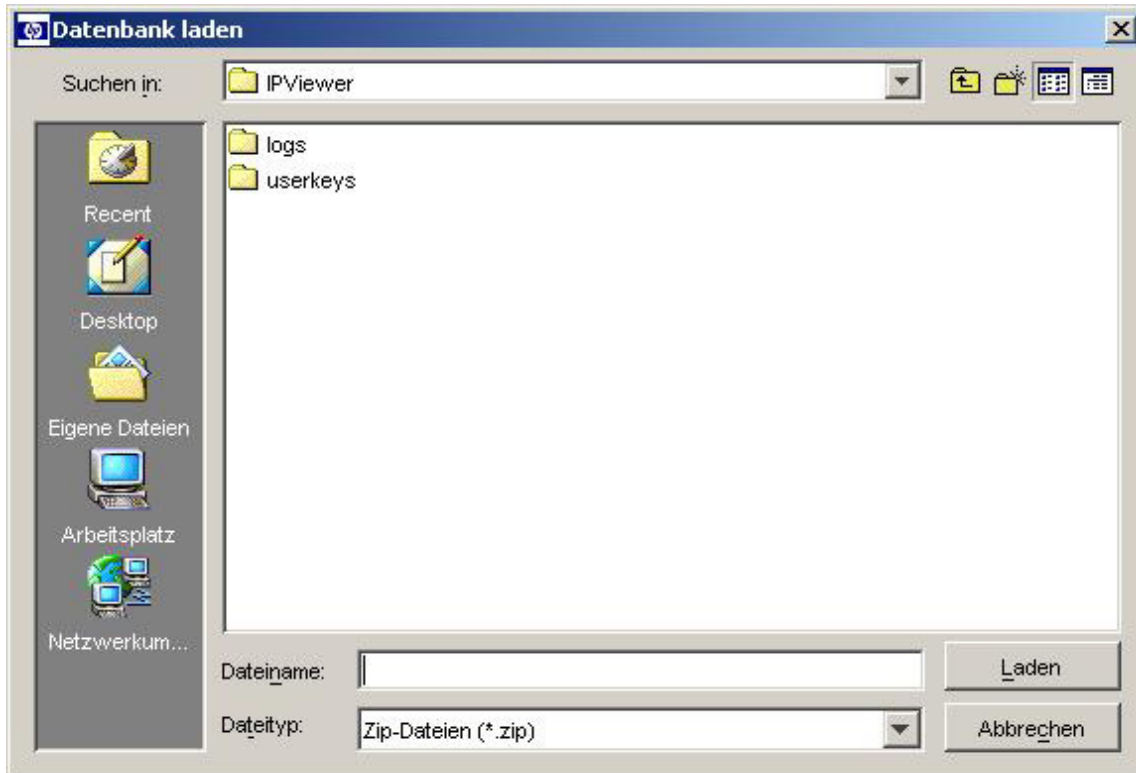 Datenbank laden
Suchen in:
IPViewer
logs
userkeys
Recent
Desktop
Eigene Dateien
Arbeitsplatz
Netzwerkum...
Dateiname:
Laden
Dateityp:
Zip-Dateien (*.zip)
Abbrechen